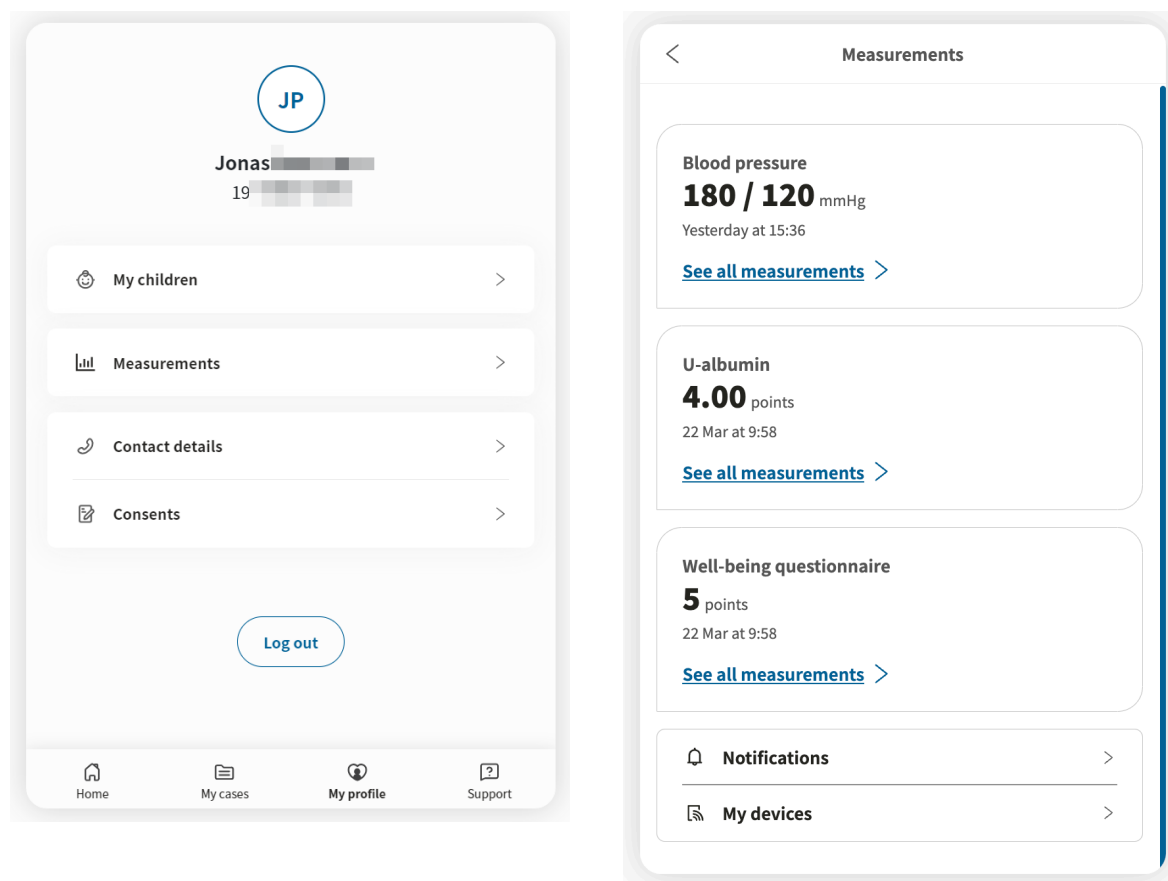 JP
Jonas
19
My children
Measurements
Contact details
Consents
Log out
Home
My cases
My profile
Support
Measurements
Blood pressure
180 / 120 mmHg
Yesterday at 15:36
See all measurements
U-albumin
4.00 points
22 Mar at 9:58
See all measurements
Well-being questionnaire
5 points
22 Mar at 9:58
See all measurements
Notifications
My devices